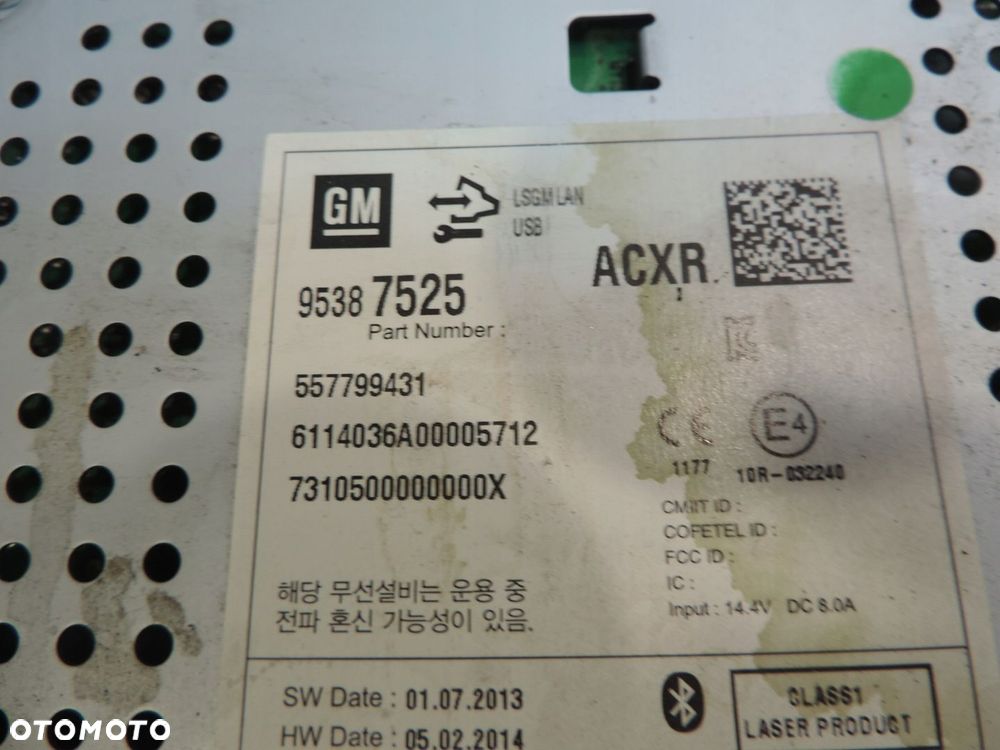 GM
LSGMLAN
USB
ACXR
9538 7525
Part Number :
557799431
6114036A00005712
7310500000000X
CE
1177
E4
10R-032240
CMIIT ID :
COFETEL ID :
FCC ID :
IC :
Input : 14.4V DC 8.0A
해당 무선설비는 운용 중
전파 혼신 가능성이 있음.
SW Date : 01.07.2013
HW Date : 05.02.2014
CLASS1
LASER PRODUCT
OTOMOTO